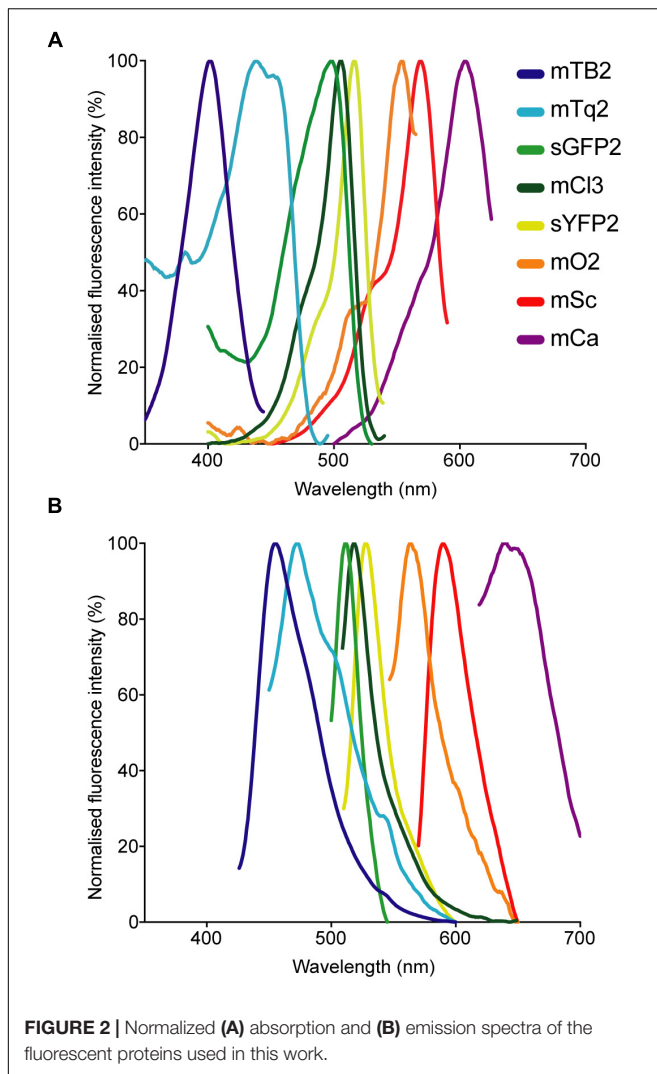 A
Normalised fluorescence intensity (%)
100
80
60
40
20
0
400
500
600
700
Wavelength (nm)
mTB2
mTq2
sGFP2
mCl3
sYFP2
mO2
mSc
mCa
B
Normalised fluorescence intensity (%)
100
80
60
40
20
0
400
500
600
700
Wavelength (nm)
FIGURE 2 | Normalized (A) absorption and (B) emission spectra of the
fluorescent proteins used in this work.